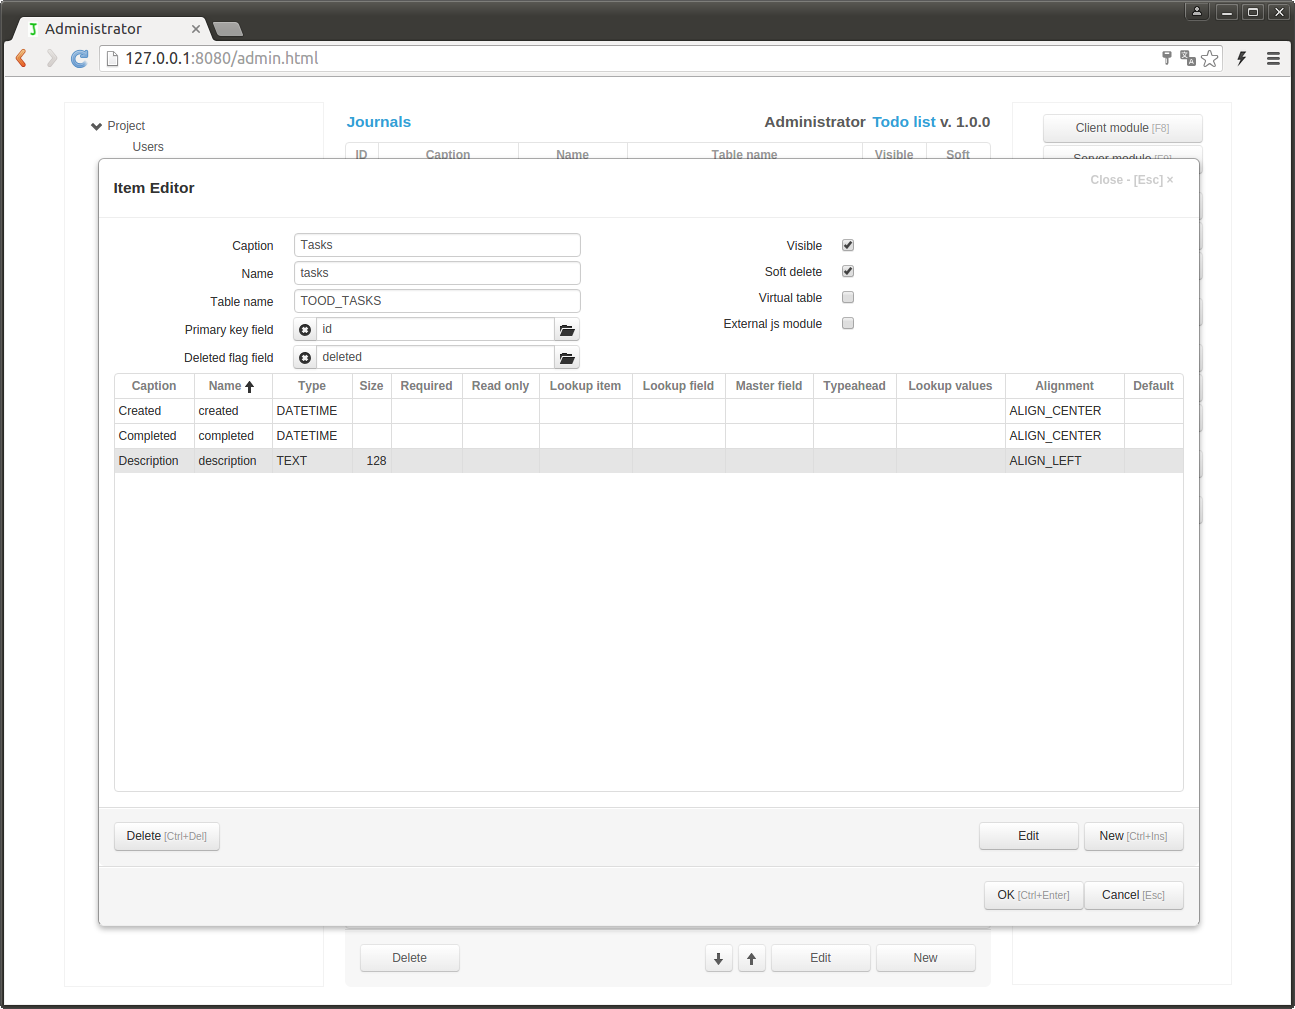 Administrator
127.0.0.1:8080/admin.html
Project
Users
Journals
Administrator Todo list v. 1.0.0
ID Caption Name Table name Visible Soft
Client module [F8]
Server module [F9]
Item Editor
Close - [Esc] ×
Caption Tasks
Name tasks
Table name TOOD_TASKS
Primary key field id
Deleted flag field deleted
Visible
Soft delete
Virtual table
External js module
Caption Name Type Size Required Read only Lookup item Lookup field Master field Typeahead Lookup values Alignment Default
Created created DATETIME ALIGN_CENTER
Completed completed DATETIME ALIGN_CENTER
Description description TEXT 128 ALIGN_LEFT
Delete [Ctrl+Del]
Edit
New [Ctrl+Ins]
OK [Ctrl+Enter]
Cancel [Esc]
Delete
Edit
New